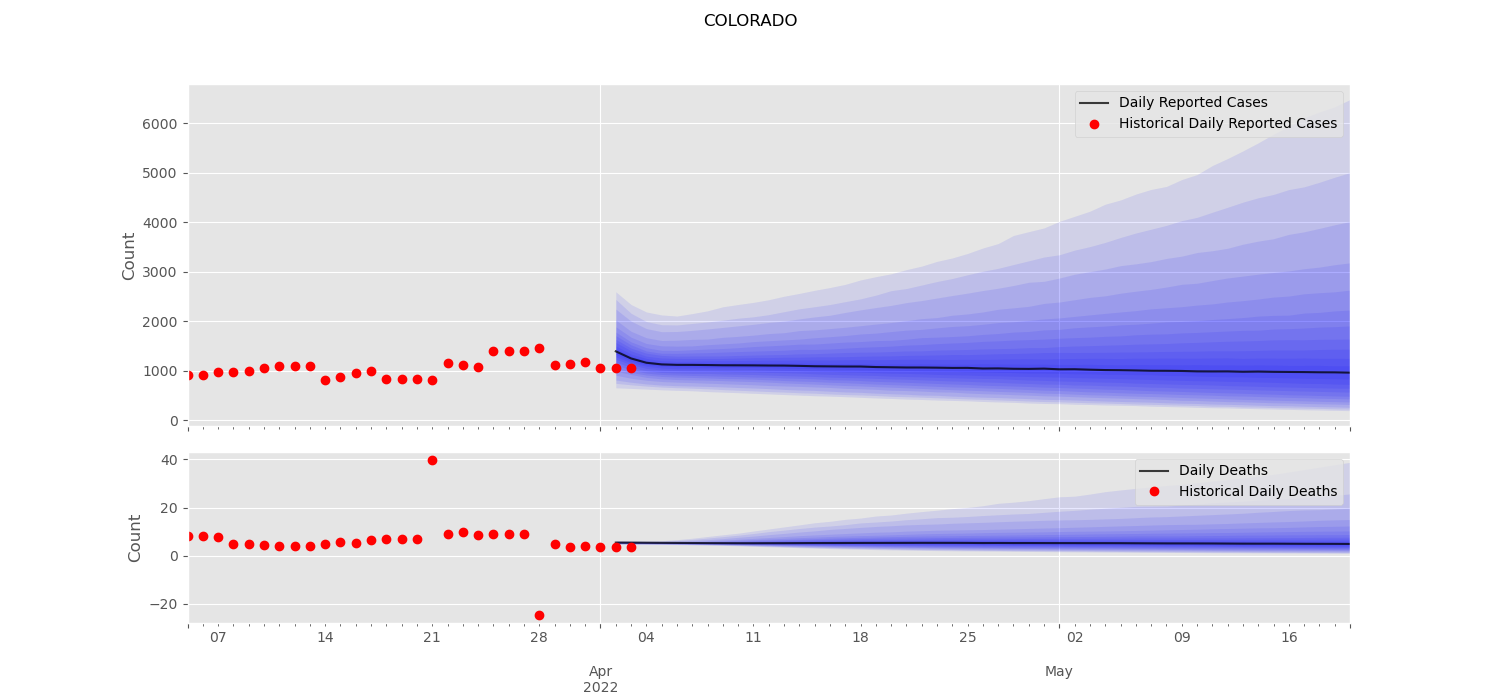 COLORADO
Daily Reported Cases
Historical Daily Reported Cases
6000
5000
4000
3000
2000
1000
0
Count
Daily Deaths
Historical Daily Deaths
40
20
0
−20
Count
07 14 21 28 04 11 18 25 02 09 16
Apr May
2022